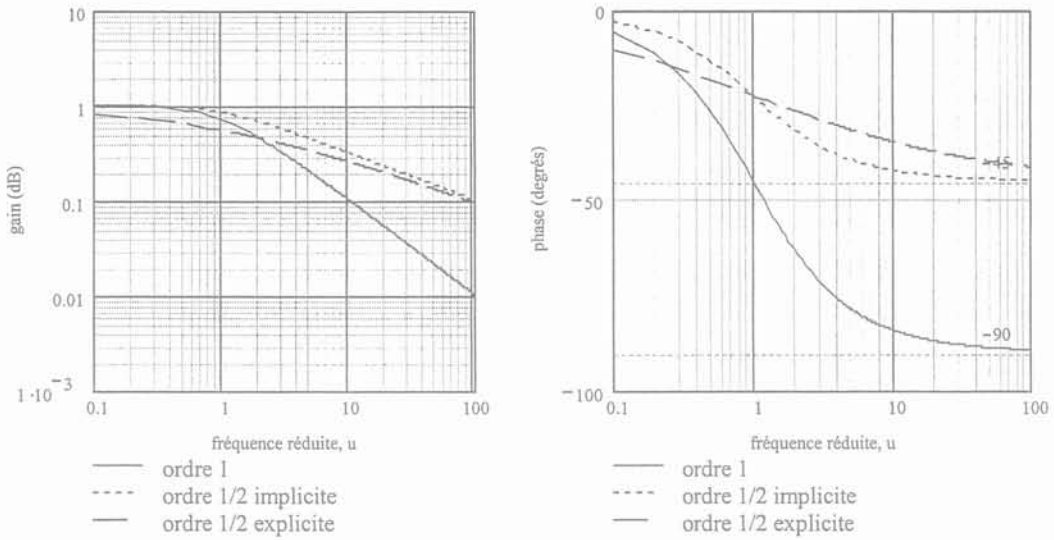 10
1
0.1
0.01
1·10⁻³
gain (dB)
0.1
1
10
100
fréquence réduite, u
ordre 1
ordre 1/2 implicite
ordre 1/2 explicite
0
−50
−100
phase (degrés)
−45
−90
0.1
1
10
100
fréquence réduite, u
ordre 1
ordre 1/2 implicite
ordre 1/2 explicite